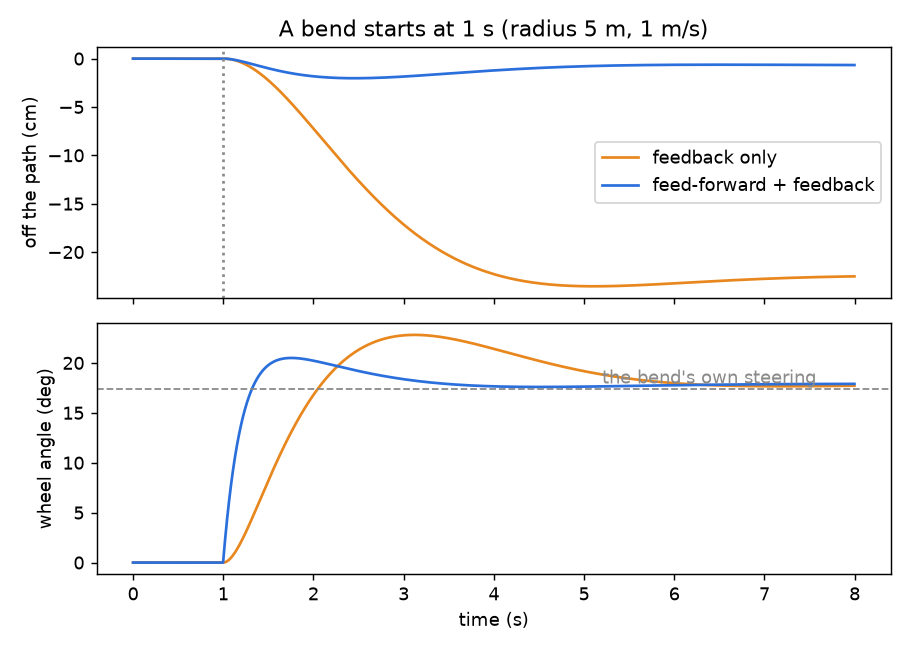 A bend starts at 1 s (radius 5 m, 1 m/s)
off the path (cm)
0
−5
−10
−15
−20
feedback only
feed-forward + feedback
wheel angle (deg)
20
15
10
5
0
the bend's own steering
0 1 2 3 4 5 6 7 8
time (s)